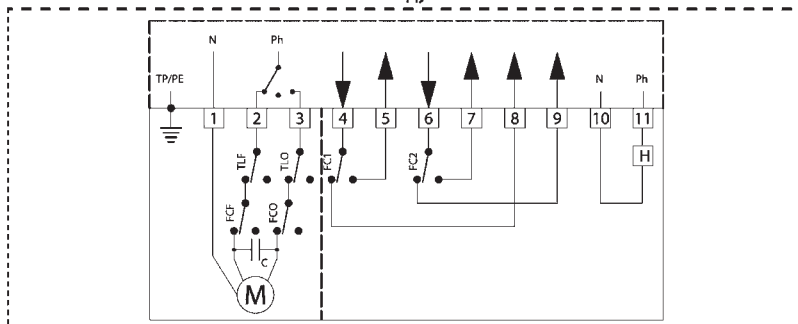 N Ph N Ph
TP/PE
1 2 3 4 5 6 7 8 9 10 11
H
TLF TLO FC1 FC2
FCF FCO
C
M